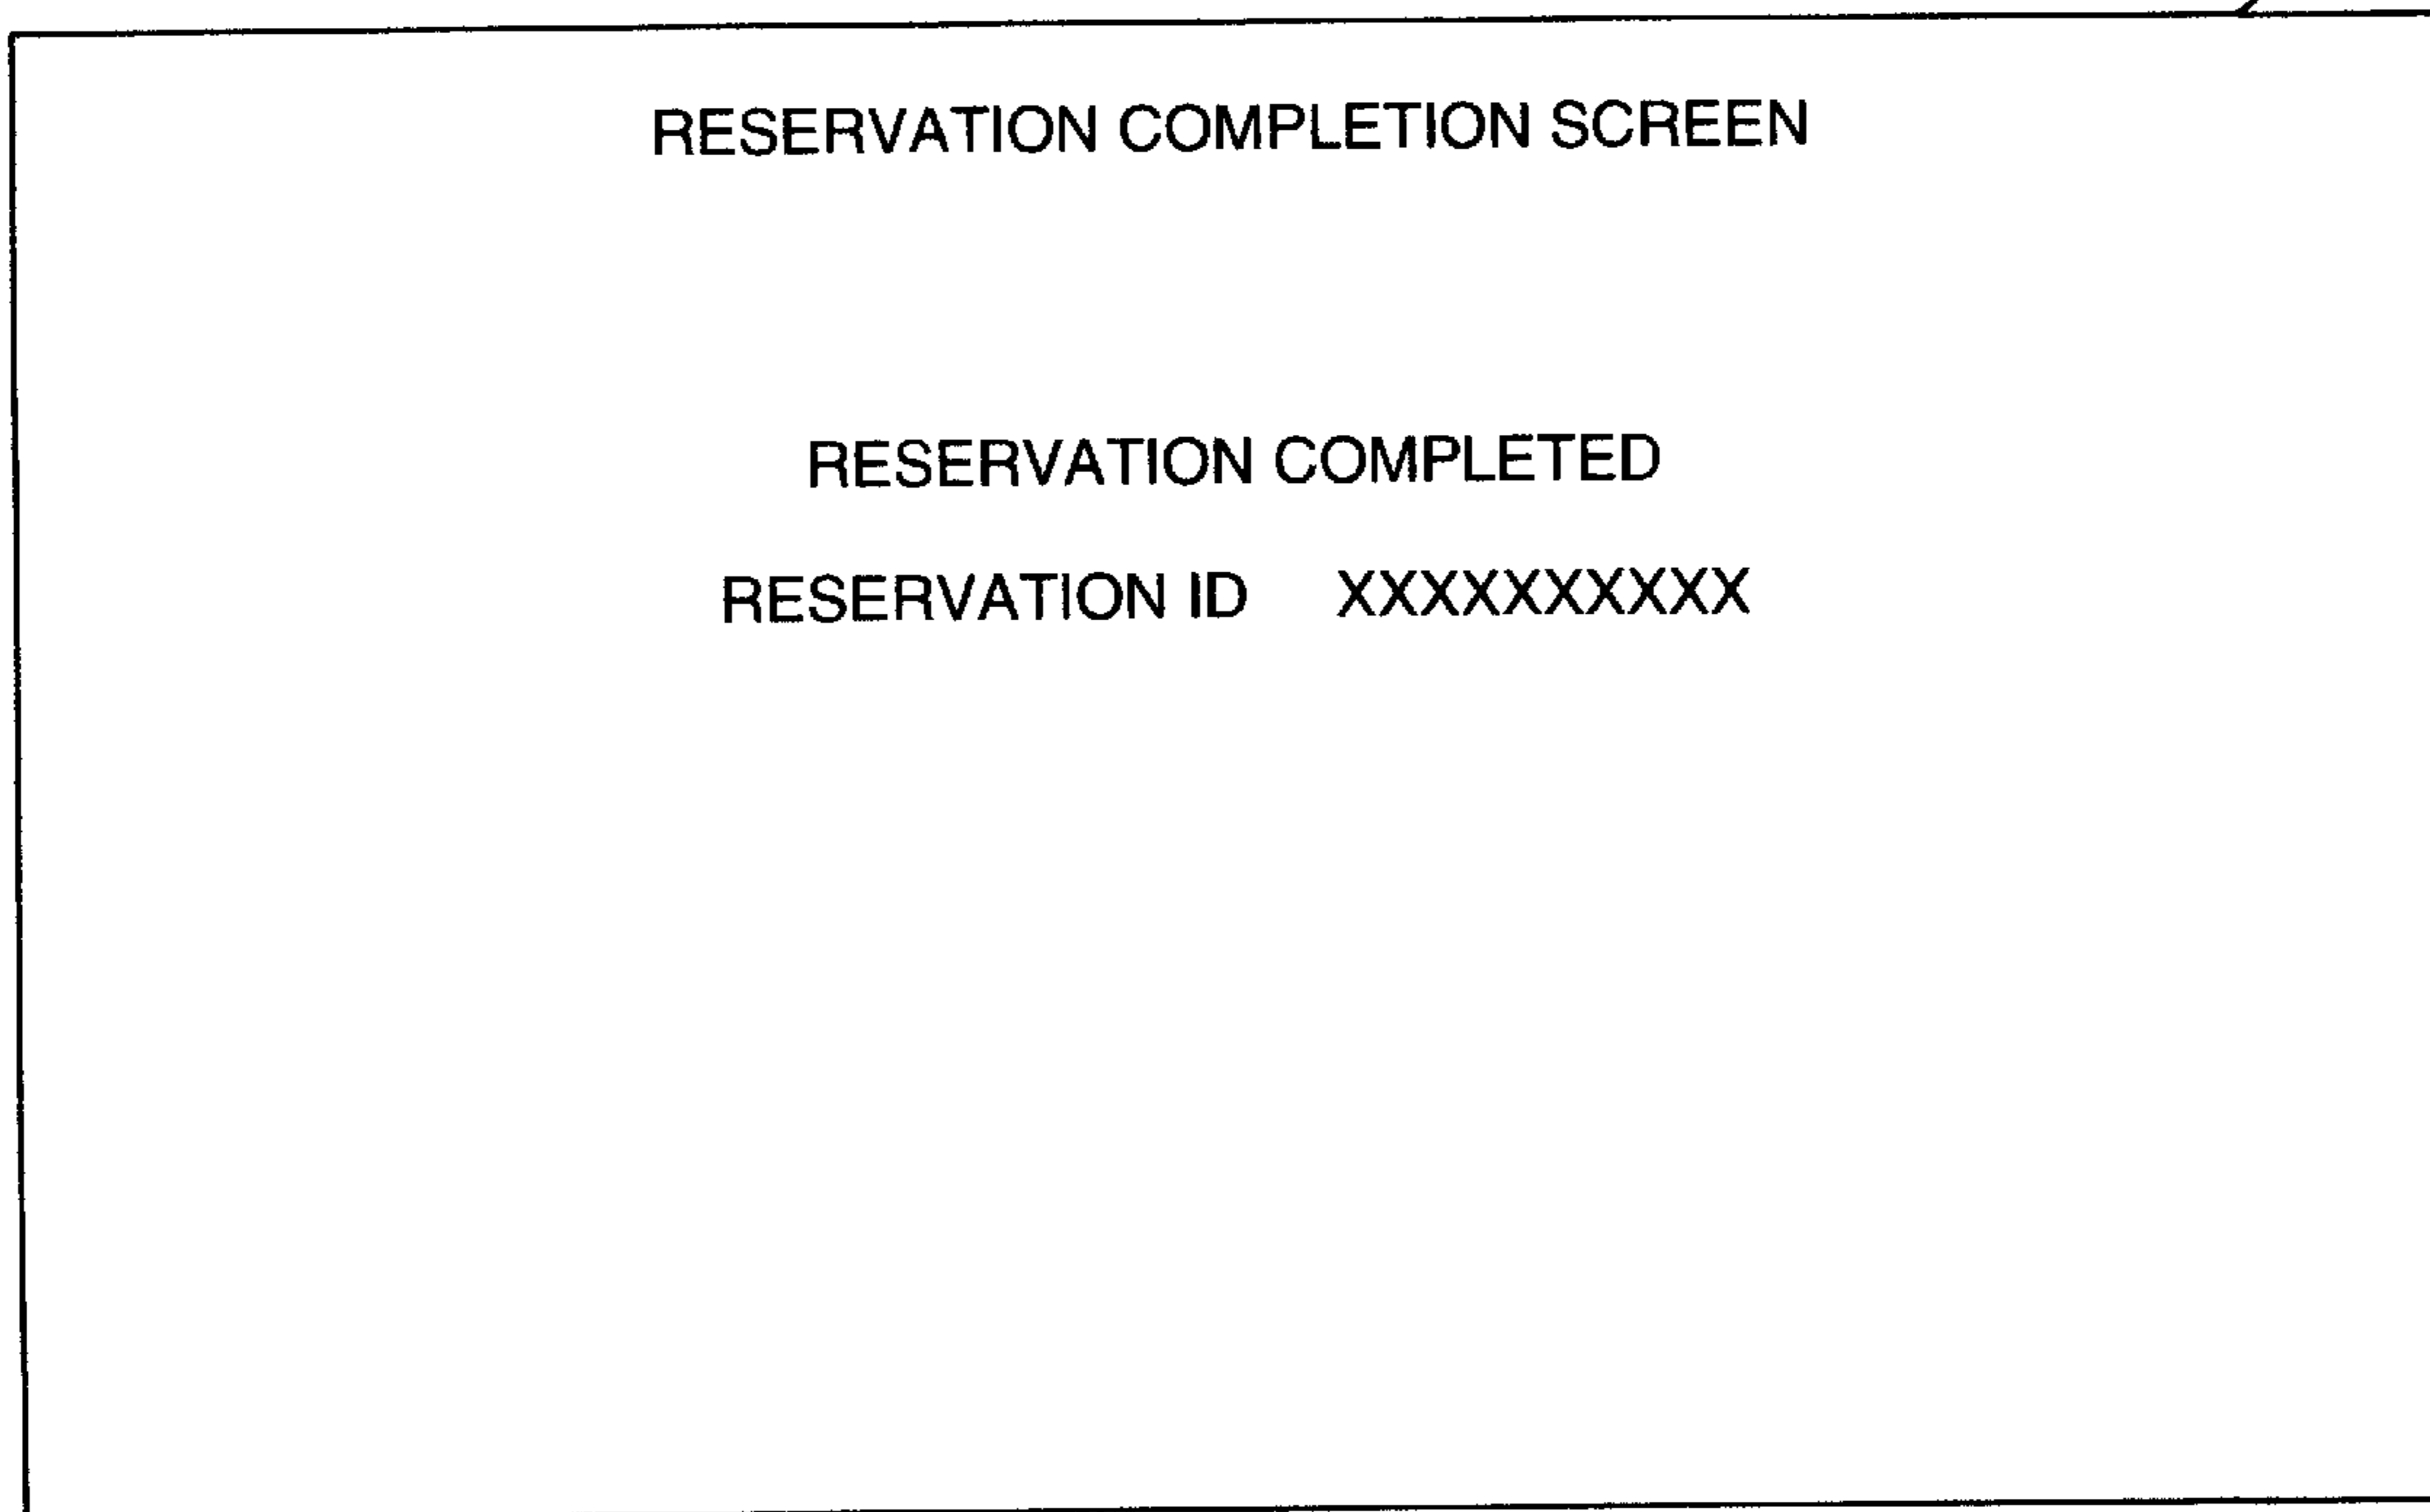 RESERVATION COMPLETION SCREEN
RESERVATION COMPLETED
RESERVATION ID XXXXXXXXXX